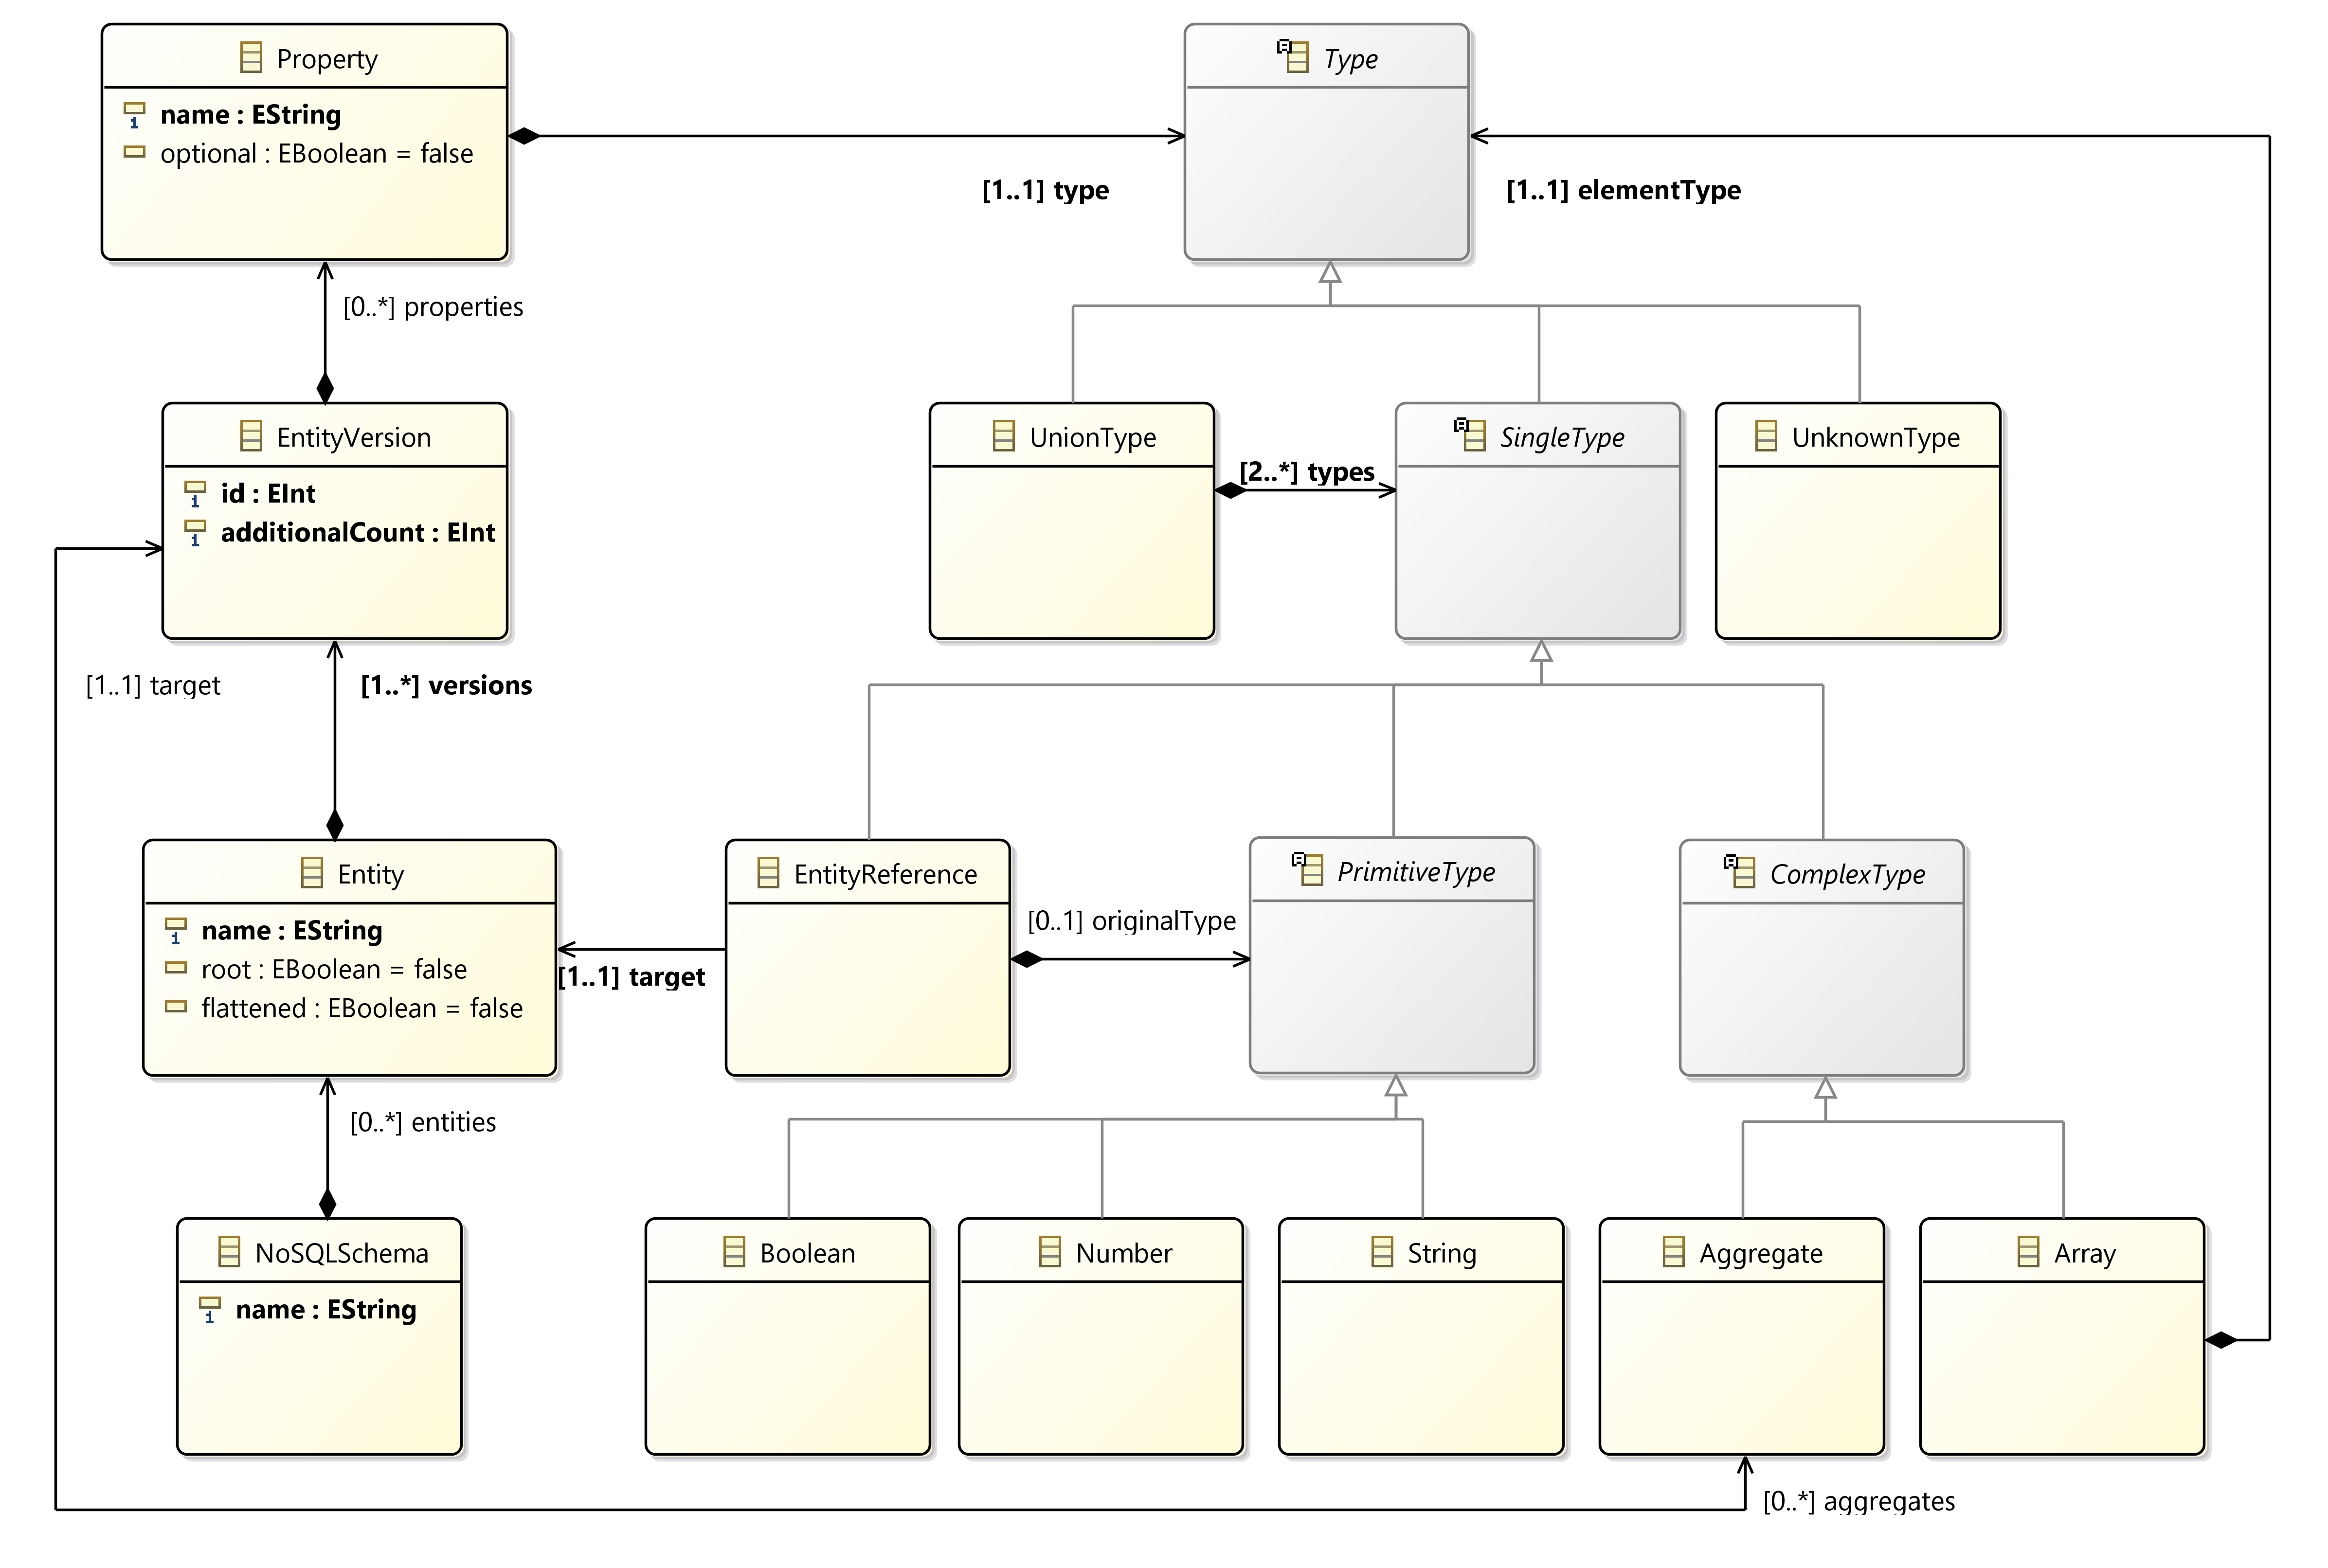 Property
name : EString
optional : EBoolean = false
Type
[1..1] type
[1..1] elementType
[0..*] properties
EntityVersion
id : EInt
additionalCount : EInt
UnionType
[2..*] types
SingleType
UnknownType
[1..1] target
[1..*] versions
Entity
name : EString
root : EBoolean = false
flattened : EBoolean = false
EntityReference
[1..1] target
[0..1] originalType
PrimitiveType
ComplexType
[0..*] entities
NoSQLSchema
name : EString
Boolean
Number
String
Aggregate
Array
[0..*] aggregates